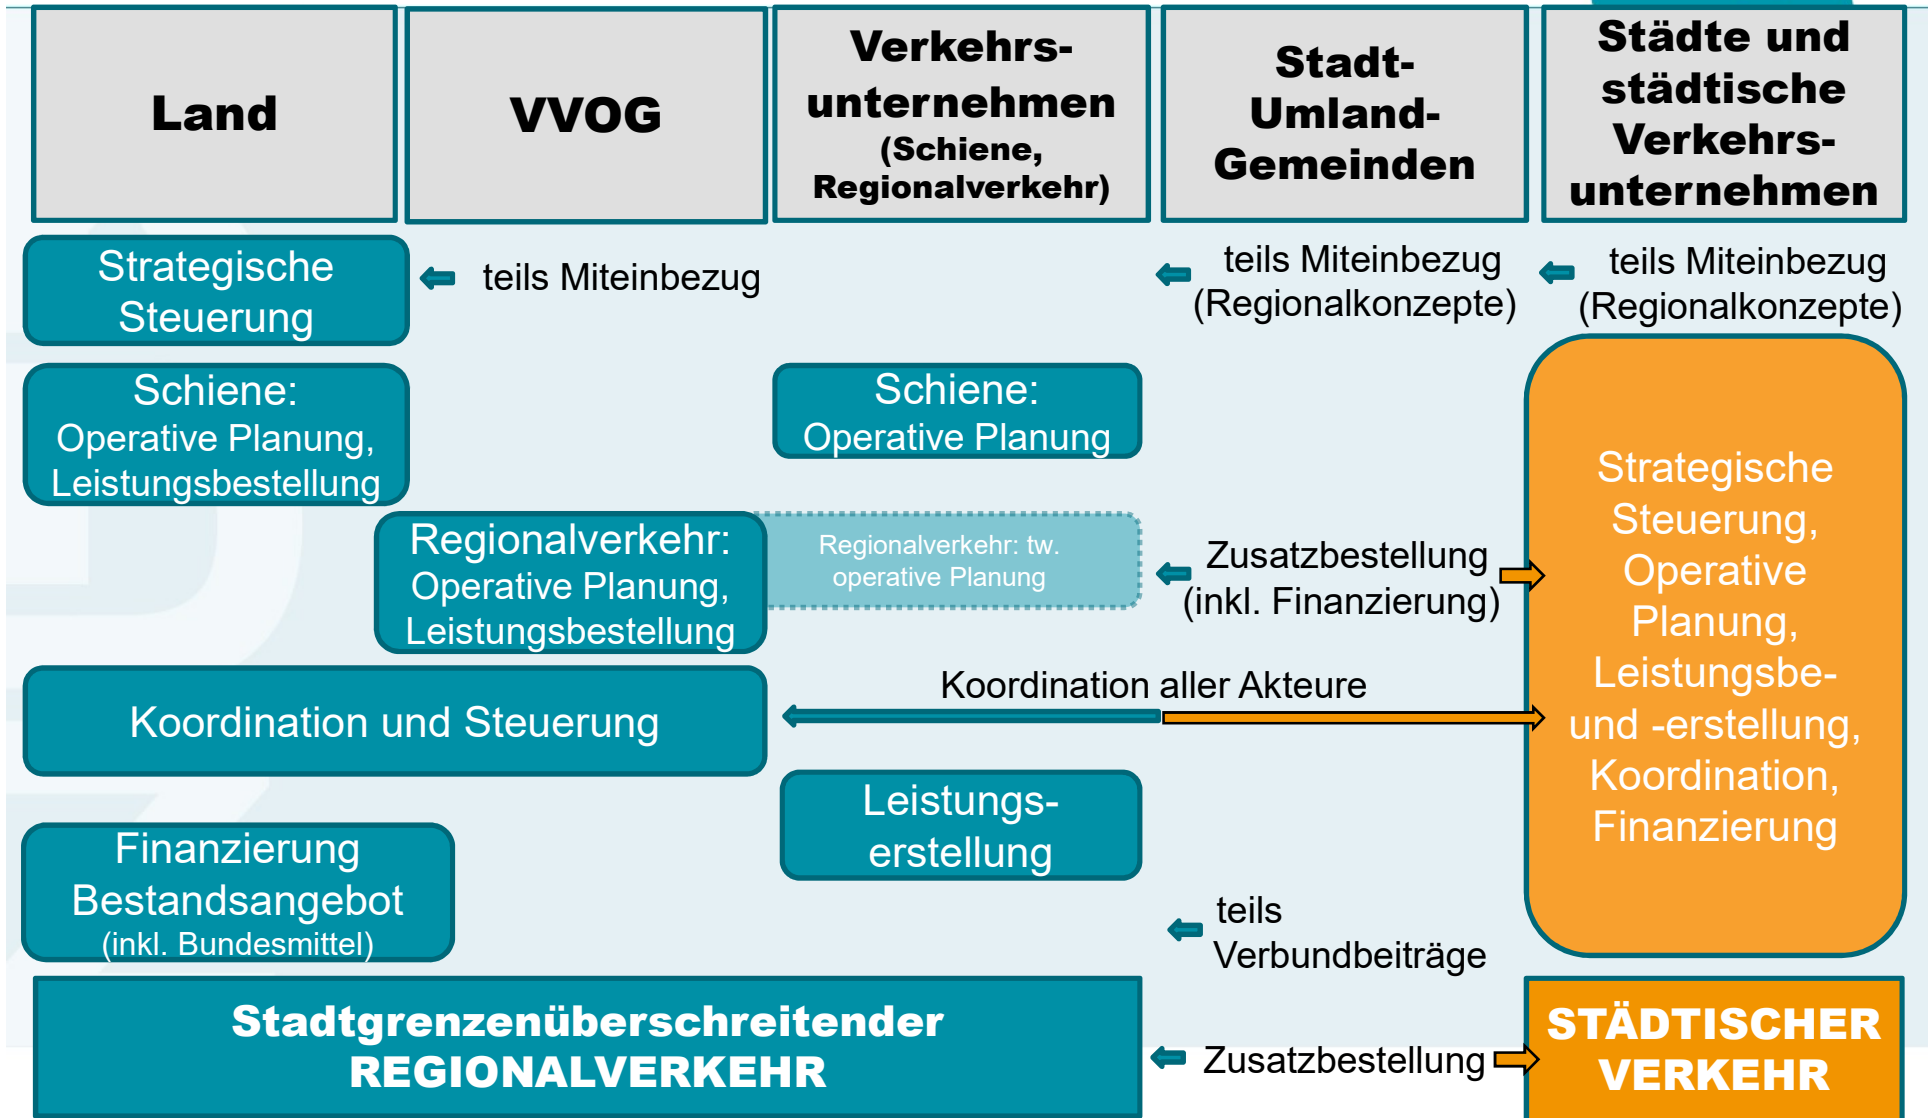 Land
VVOG
Verkehrs-
unternehmen
(Schiene,
Regionalverkehr)
Stadt-
Umland-
Gemeinden
Städte und
städtische
Verkehrs-
unternehmen
Strategische
Steuerung
teils Miteinbezug
teils Miteinbezug
(Regionalkonzepte)
teils Miteinbezug
(Regionalkonzepte)
Schiene:
Operative Planung,
Leistungsbestellung
Schiene:
Operative Planung
Regionalverkehr:
Operative Planung,
Leistungsbestellung
Regionalverkehr: tw.
operative Planung
Zusatzbestellung
(inkl. Finanzierung)
Strategische
Steuerung,
Operative
Planung,
Leistungsbe-
und -erstellung,
Koordination,
Finanzierung
Koordination und Steuerung
Koordination aller Akteure
Leistungs-
erstellung
Finanzierung
Bestandsangebot
(inkl. Bundesmittel)
teils
Verbundbeiträge
Stadtgrenzenüberschreitender
REGIONALVERKEHR
Zusatzbestellung
STÄDTISCHER
VERKEHR